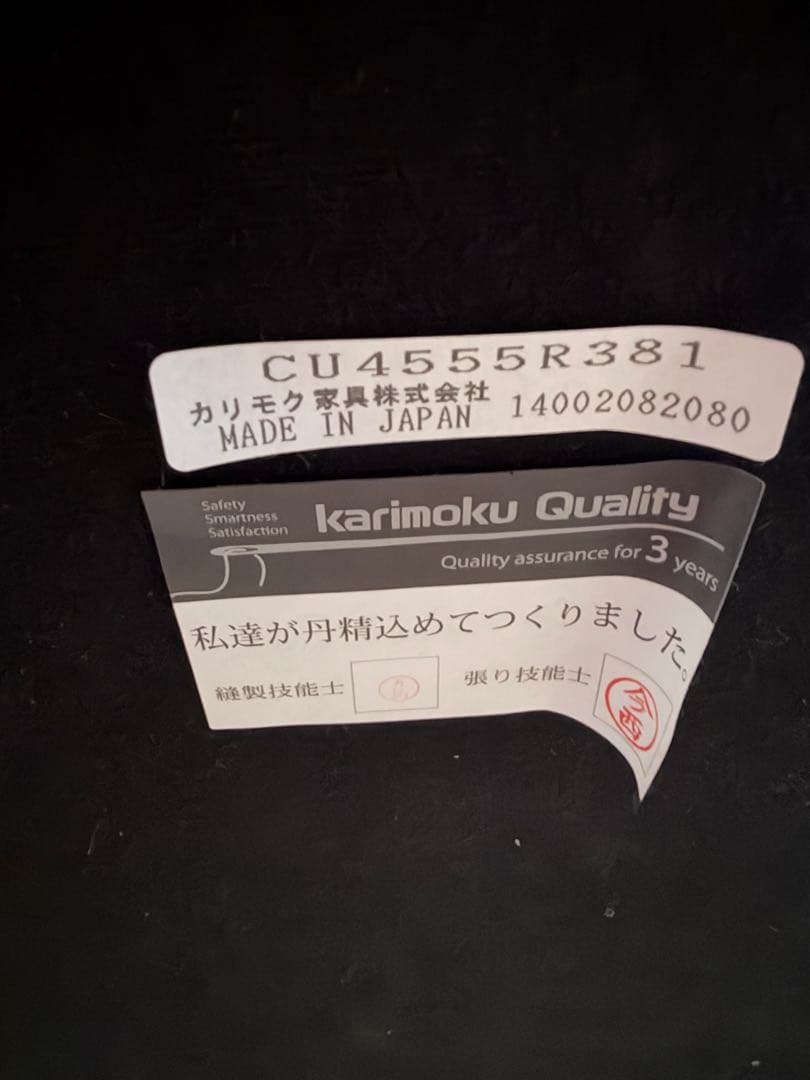 CU4555R381
カリモク家具株式会社
MADE IN JAPAN 14002082080
Safety
Smartness
Satisfaction
karimoku Quality
Quality assurance for 3 years
私達が丹精込めてつくりました。
縫製技能士
張り技能士
今西